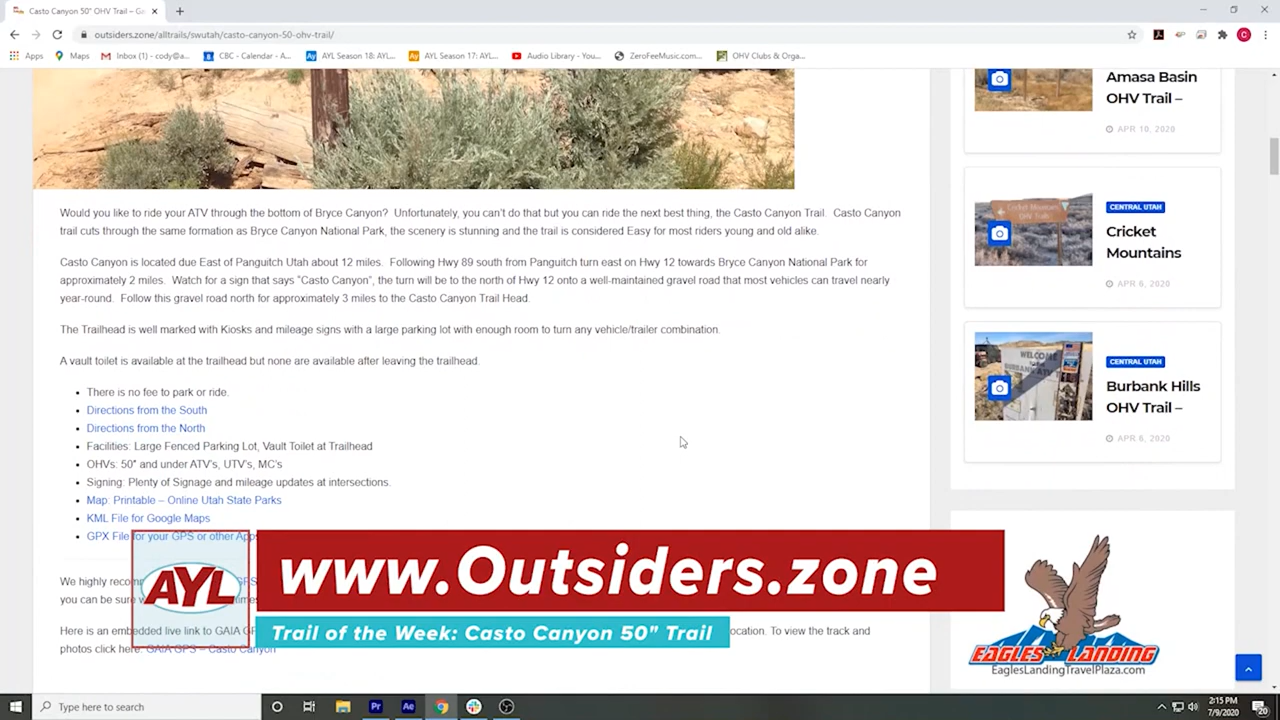 Casto Canyon 50" OHV Trail – G
outsiders.zone/alltrails/swutah/casto-canyon-50-ohv-trail/
Apps
Maps
Inbox (1) - cody@a...
CBC - Calendar - A...
AYL Season 18: AYL...
AYL Season 17: AYL...
Audio Library - You...
ZeroFeeMusic.com...
OHV Clubs & Orga...
Would you like to ride your ATV through the bottom of Bryce Canyon?  Unfortunately, you can't do that but you can ride the next best thing, the Casto Canyon Trail.  Casto Canyon
trail cuts through the same formation as Bryce Canyon National Park, the scenery is stunning and the trail is considered Easy for most riders young and old alike.
Casto Canyon is located due East of Panguitch Utah about 12 miles.  Following Hwy 89 south from Panguitch turn east on Hwy 12 towards Bryce Canyon National Park for
approximately 2 miles.  Watch for a sign that says "Casto Canyon", the turn will be to the north of Hwy 12 onto a well-maintained gravel road that most vehicles can travel nearly
year-round.  Follow this gravel road north for approximately 3 miles to the Casto Canyon Trail Head.
The Trailhead is well marked with Kiosks and mileage signs with a large parking lot with enough room to turn any vehicle/trailer combination.
A vault toilet is available at the trailhead but none are available after leaving the trailhead.
There is no fee to park or ride.
Directions from the South
Directions from the North
Facilities: Large Fenced Parking Lot, Vault Toilet at Trailhead
OHVs: 50" and under ATV's, UTV's, MC's
Signing: Plenty of Signage and mileage updates at intersections.
Map: Printable – Online Utah State Parks
KML File for Google Maps
GPX File for your GPS or other Apps
We highly recom
you can be sure
Here is an embedded live link to GAIA GP
ocation. To view the track and
photos click here: GAIA GPS – Casto Canyon
AYL
www.Outsiders.zone
Trail of the Week: Casto Canyon 50" Trail
Amasa Basin
OHV Trail –
APR 10, 2020
CENTRAL UTAH
Cricket
Mountains
APR 6, 2020
CENTRAL UTAH
Burbank Hills
OHV Trail –
APR 6, 2020
EAGLES LANDING
EaglesLandingTravelPlaza.com
Type here to search
Pr
Ae
2:15 PM
7/9/2020
20